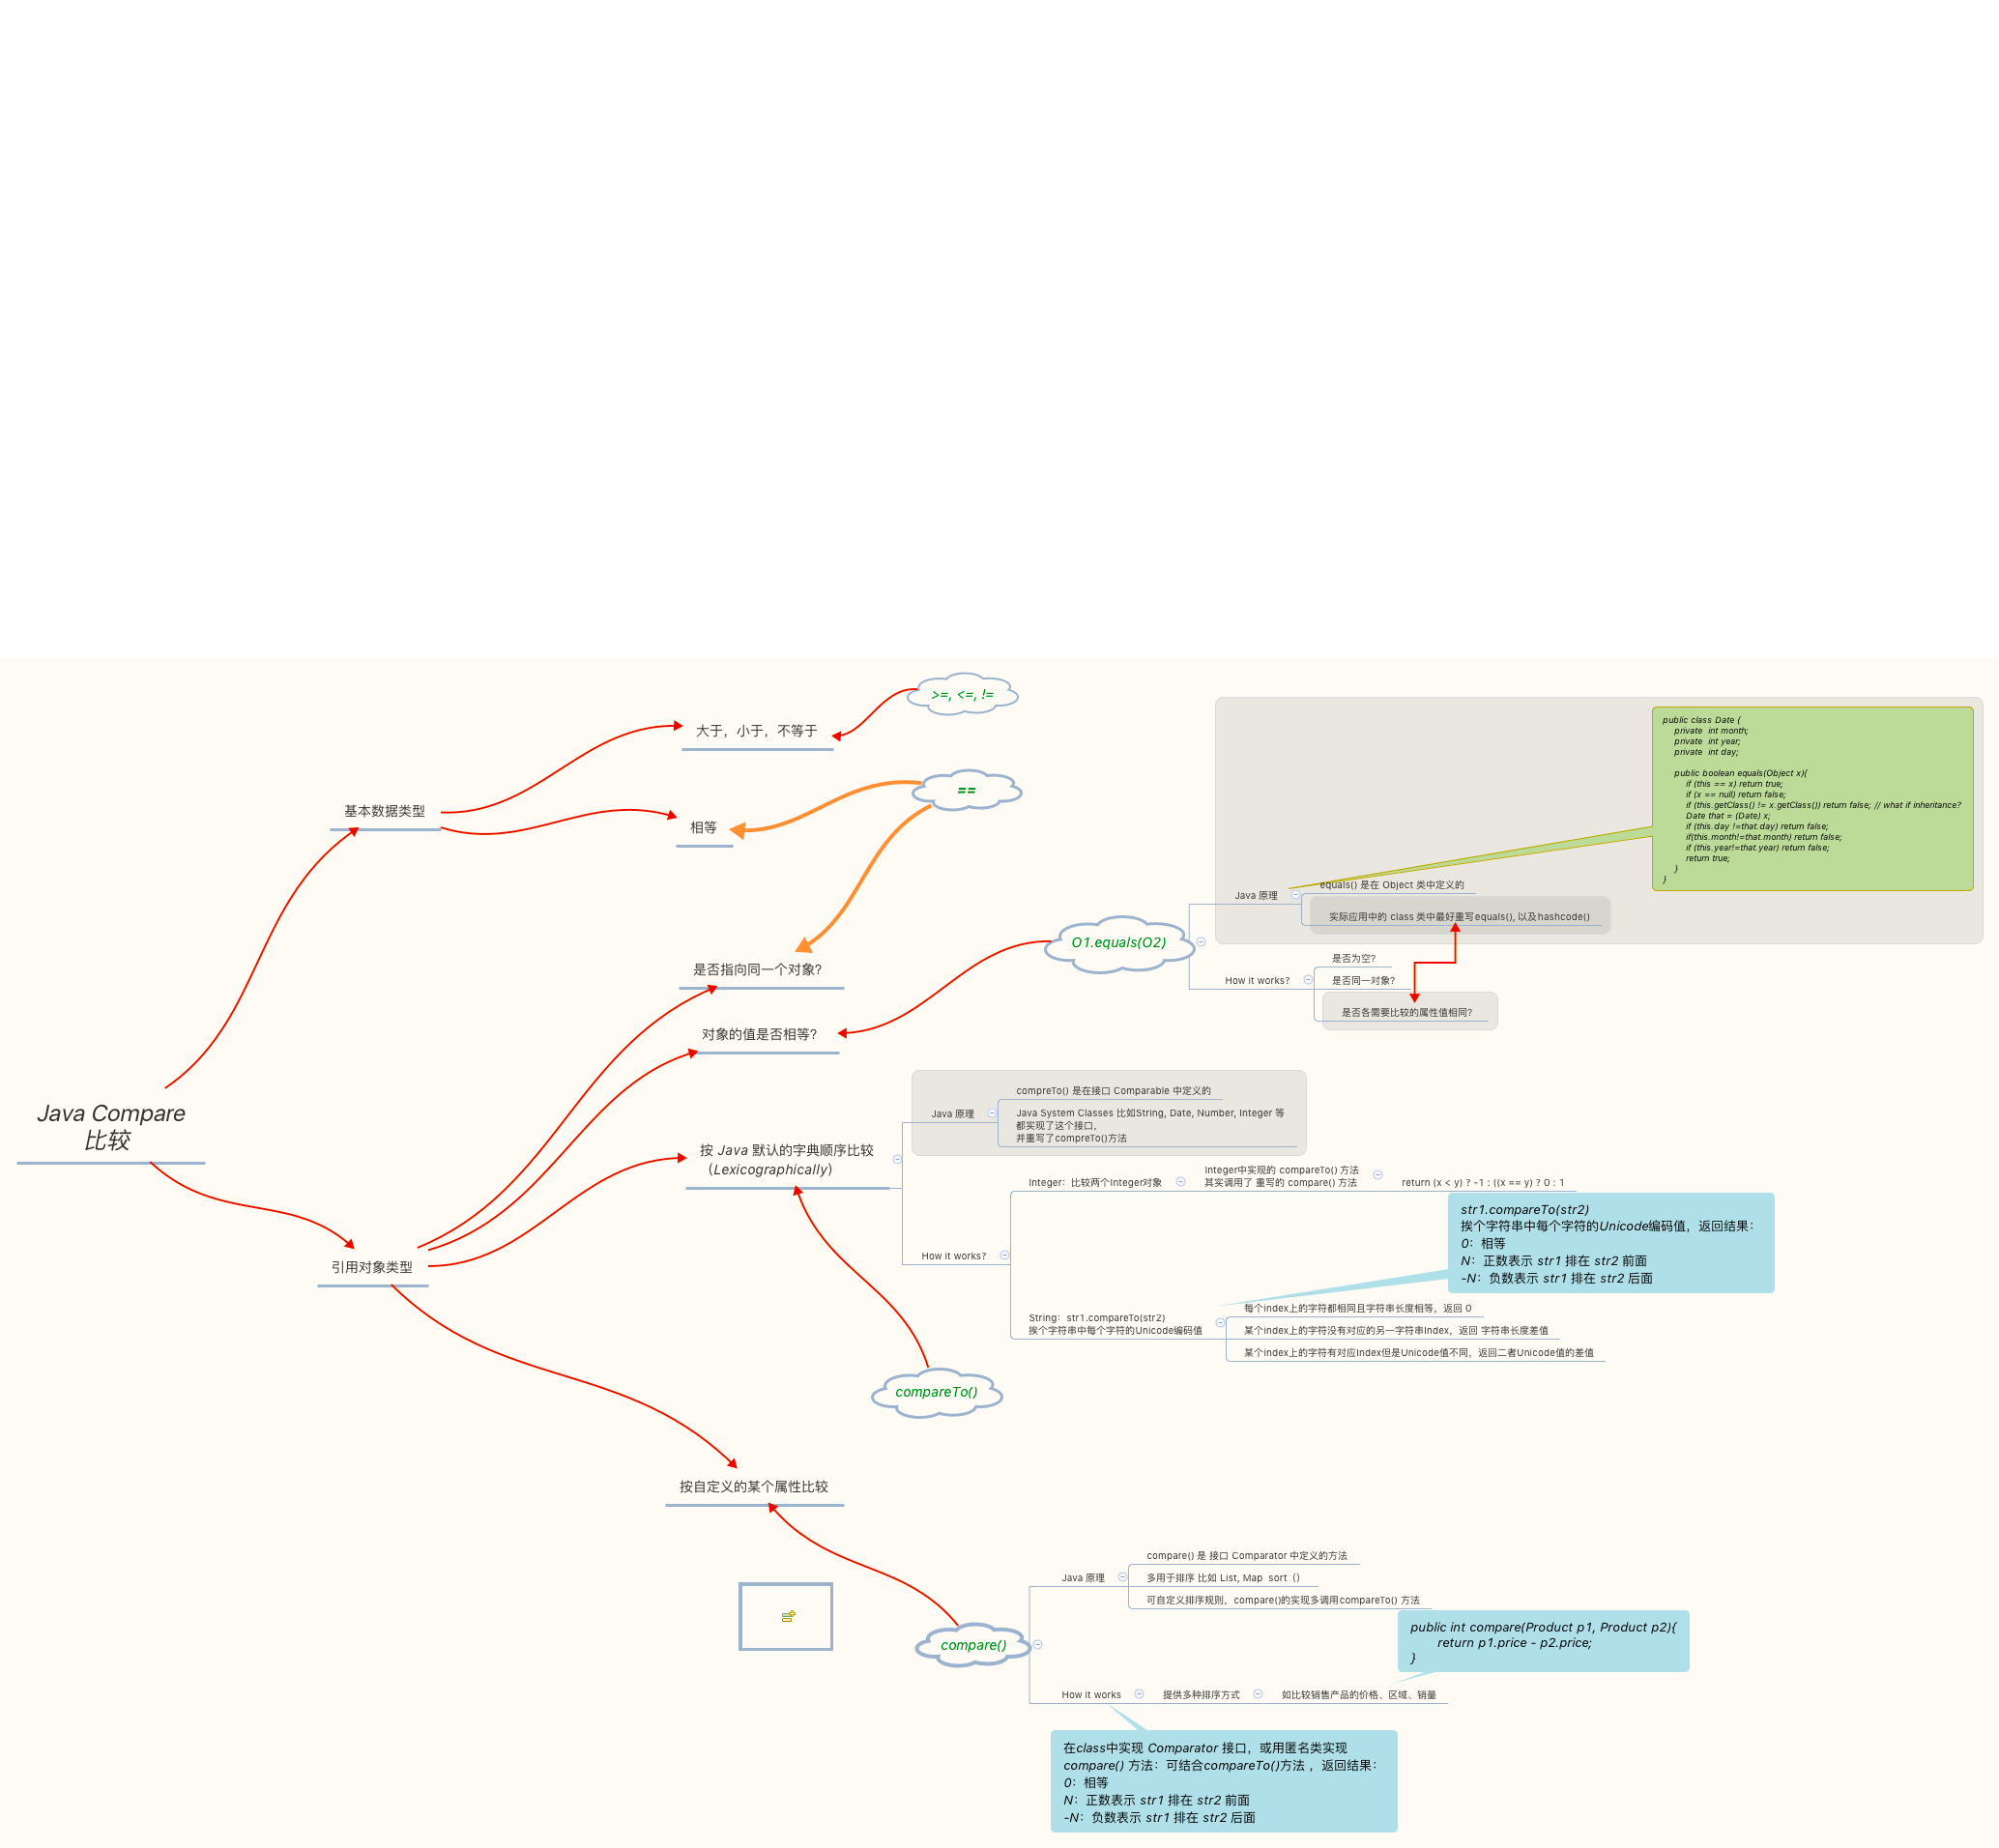 Java Compare
比较
基本数据类型
大于，小于，不等于
>=, <=, !=
相等
==
引用对象类型
是否指向同一个对象?
对象的值是否相等?
O1.equals(O2)
Java 原理
equals() 是在 Object 类中定义的
实际应用中的 class 类中最好重写equals(), 以及hashcode()
public class Date {
private  int month;
private  int year;
private  int day;
public boolean equals(Object x){
if (this == x) return true;
if (x == null) return false;
if (this.getClass() != x.getClass()) return false; // what if inheritance?
Date that = (Date) x;
if (this.day !=that.day) return false;
if(this.month!=that.month) return false;
if (this.year!=that.year) return false;
return true;
}
}
How it works?
是否为空?
是否同一对象?
是否各需要比较的属性值相同?
按 Java 默认的字典顺序比较
（Lexicographically）
Java 原理
compreTo() 是在接口 Comparable 中定义的
Java System Classes 比如String, Date, Number, Integer 等
都实现了这个接口，
并重写了compreTo()方法
How it works?
Integer：比较两个Integer对象
Integer中实现的 compareTo() 方法
其实调用了 重写的 compare() 方法
return (x < y) ? -1 : ((x == y) ? 0 : 1
str1.compareTo(str2)
挨个字符串中每个字符的Unicode编码值，返回结果：
0：相等
N：正数表示 str1 排在 str2 前面
-N：负数表示 str1 排在 str2 后面
String：str1.compareTo(str2)
挨个字符串中每个字符的Unicode编码值
每个index上的字符都相同且字符串长度相等，返回 0
某个index上的字符没有对应的另一字符串Index，返回 字符串长度差值
某个index上的字符有对应Index但是Unicode值不同，返回二者Unicode值的差值
compareTo()
按自定义的某个属性比较
compare()
Java 原理
compare() 是 接口 Comparator 中定义的方法
多用于排序 比如 List, Map  sort（）
可自定义排序规则，compare()的实现多调用compareTo() 方法
public int compare(Product p1, Product p2){
return p1.price - p2.price;
}
How it works
提供多种排序方式
如比较销售产品的价格、区域、销量
在class中实现 Comparator 接口，或用匿名类实现
compare() 方法：可结合compareTo()方法 ，返回结果：
0：相等
N：正数表示 str1 排在 str2 前面
-N：负数表示 str1 排在 str2 后面